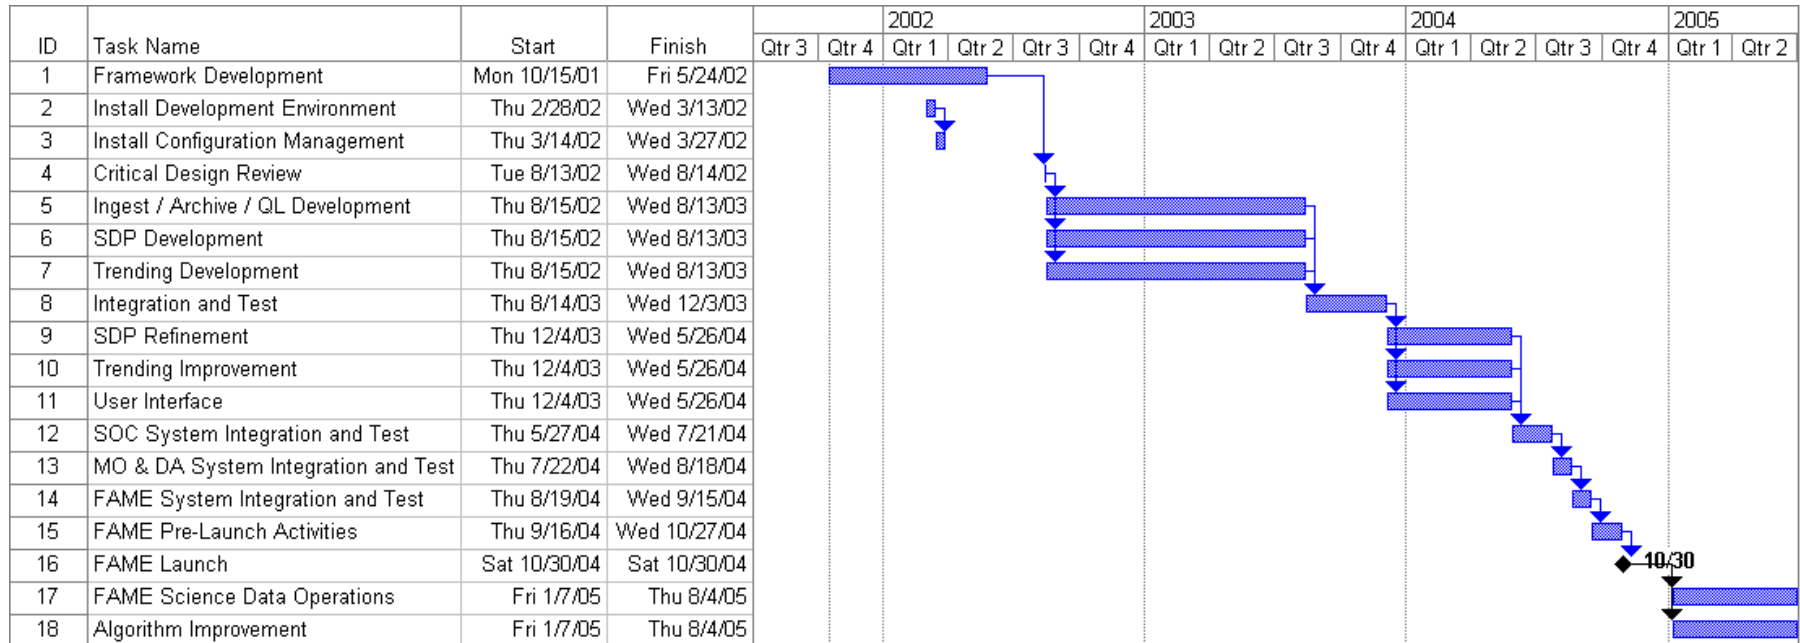 2002 2003 2004 2005
ID Task Name Start Finish Qtr 3 Qtr 4 Qtr 1 Qtr 2 Qtr 3 Qtr 4 Qtr 1 Qtr 2 Qtr 3 Qtr 4 Qtr 1 Qtr 2 Qtr 3 Qtr 4 Qtr 1 Qtr 2
1 Framework Development Mon 10/15/01 Fri 5/24/02
2 Install Development Environment Thu 2/28/02 Wed 3/13/02
3 Install Configuration Management Thu 3/14/02 Wed 3/27/02
4 Critical Design Review Tue 8/13/02 Wed 8/14/02
5 Ingest / Archive / QL Development Thu 8/15/02 Wed 8/13/03
6 SDP Development Thu 8/15/02 Wed 8/13/03
7 Trending Development Thu 8/15/02 Wed 8/13/03
8 Integration and Test Thu 8/14/03 Wed 12/3/03
9 SDP Refinement Thu 12/4/03 Wed 5/26/04
10 Trending Improvement Thu 12/4/03 Wed 5/26/04
11 User Interface Thu 12/4/03 Wed 5/26/04
12 SOC System Integration and Test Thu 5/27/04 Wed 7/21/04
13 MO & DA System Integration and Test Thu 7/22/04 Wed 8/18/04
14 FAME System Integration and Test Thu 8/19/04 Wed 9/15/04
15 FAME Pre-Launch Activities Thu 9/16/04 Wed 10/27/04
16 FAME Launch Sat 10/30/04 Sat 10/30/04 10/30
17 FAME Science Data Operations Fri 1/7/05 Thu 8/4/05
18 Algorithm Improvement Fri 1/7/05 Thu 8/4/05